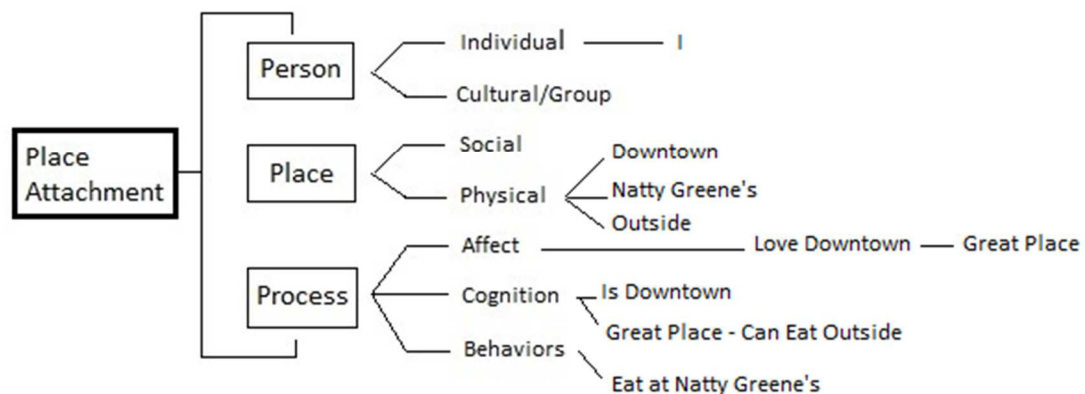 Place
Attachment
Person
Individual
I
Cultural/Group
Place
Social
Physical
Downtown
Natty Greene's
Outside
Process
Affect
Love Downtown
Great Place
Cognition
Is Downtown
Great Place - Can Eat Outside
Behaviors
Eat at Natty Greene's